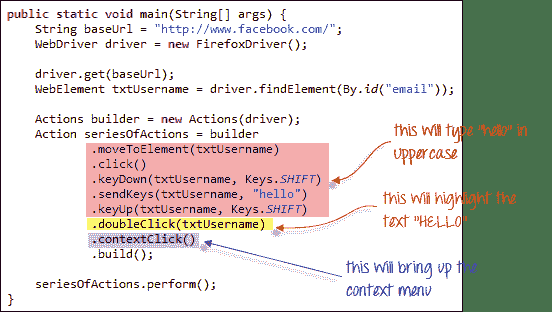 public static void main(String[] args) {
String baseUrl = "http://www.facebook.com/";
WebDriver driver = new FirefoxDriver();
driver.get(baseUrl);
WebElement txtUsername = driver.findElement(By.id("email"));
Actions builder = new Actions(driver);
Action seriesOfActions = builder
.moveToElement(txtUsername)
.click()
.keyDown(txtUsername, Keys.SHIFT)
.sendKeys(txtUsername, "hello")
.keyUp(txtUsername, Keys.SHIFT)
.doubleClick(txtUsername)
.contextClick()
.build();
seriesOfActions.perform();
}
this will type "hello" in
uppercase
this will highlight the
text "HELLO"
this will bring up the
context menu